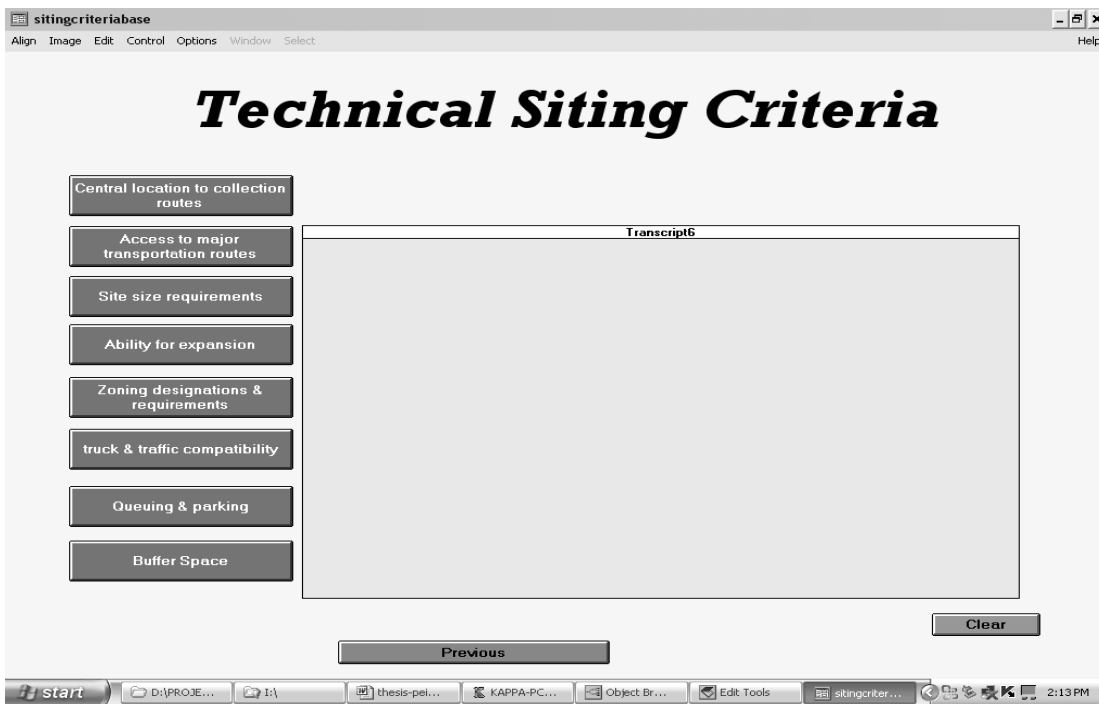 sitingcriteriabase
Align Image Edit Control Options Window Select Help
Technical Siting Criteria
Central location to collection
routes
Access to major
transportation routes
Site size requirements
Ability for expansion
Zoning designations &
requirements
truck & traffic compatibility
Queuing & parking
Buffer Space
Transcript6
Clear
Previous
start D:\PROJE... I:\ thesis-pei... KAPPA-PC... Object Br... Edit Tools sitingcriter... 2:13 PM